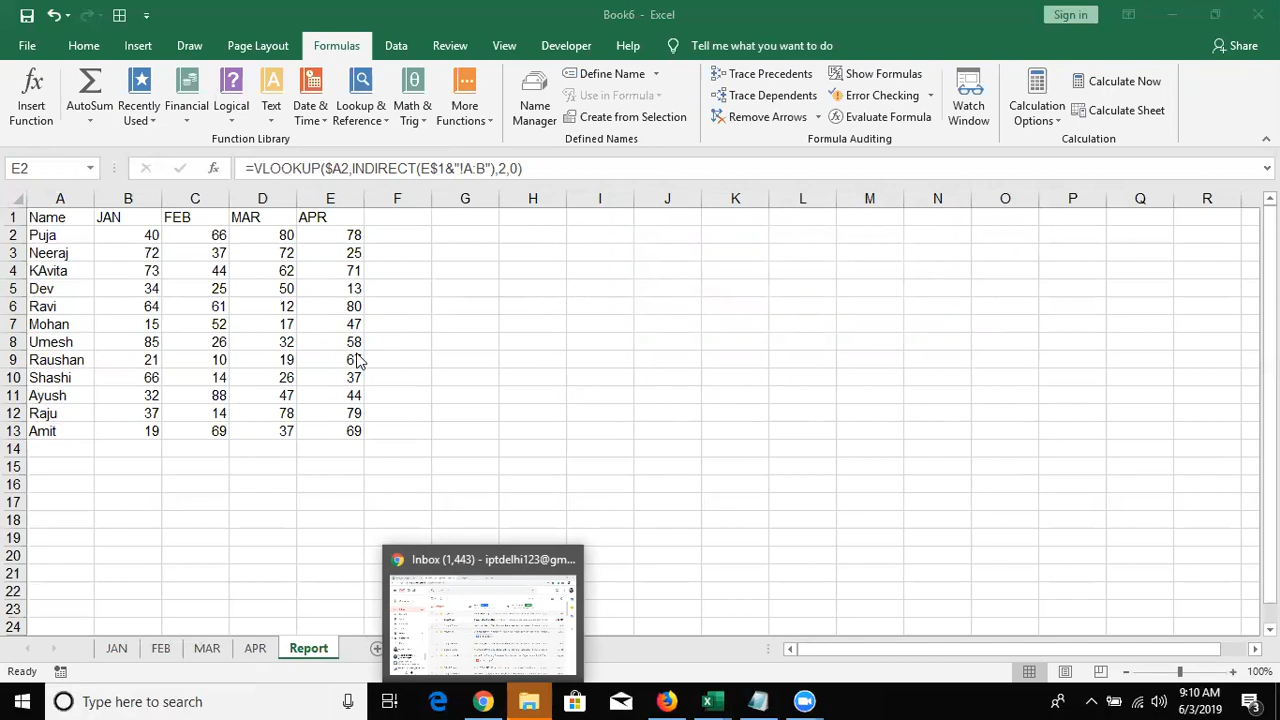 Book6 - Excel
Sign in
File Home Insert Draw Page Layout Formulas Data Review View Developer Help Tell me what you want to do Share
Insert Function
AutoSum
Recently Used
Financial
Logical
Text
Date & Time
Lookup & Reference
Math & Trig
More Functions
Function Library
Name Manager
Define Name
Use in Formula
Create from Selection
Defined Names
Trace Precedents
Trace Dependents
Remove Arrows
Show Formulas
Error Checking
Evaluate Formula
Formula Auditing
Watch Window
Calculation Options
Calculate Now
Calculate Sheet
Calculation
E2 fx =VLOOKUP($A2,INDIRECT(E$1&"!A:B"),2,0)
A B C D E F G H I J K L M N O P Q R
1 Name JAN FEB MAR APR
2 Puja 40 66 80 78
3 Neeraj 72 37 72 25
4 KAvita 73 44 62 71
5 Dev 34 25 50 13
6 Ravi 64 61 12 80
7 Mohan 15 52 17 47
8 Umesh 85 26 32 58
9 Raushan 21 10 19
10 Shashi 66 14 26 37
11 Ayush 32 88 47 44
12 Raju 37 14 78 79
13 Amit 19 69 37 69
14
15
16
17
18
19
20
21
22
23
24
Inbox (1,443) - iptdelhi123@gm...
JAN FEB MAR APR Report
Ready
100%
Type here to search
9:10 AM
6/3/2019
3